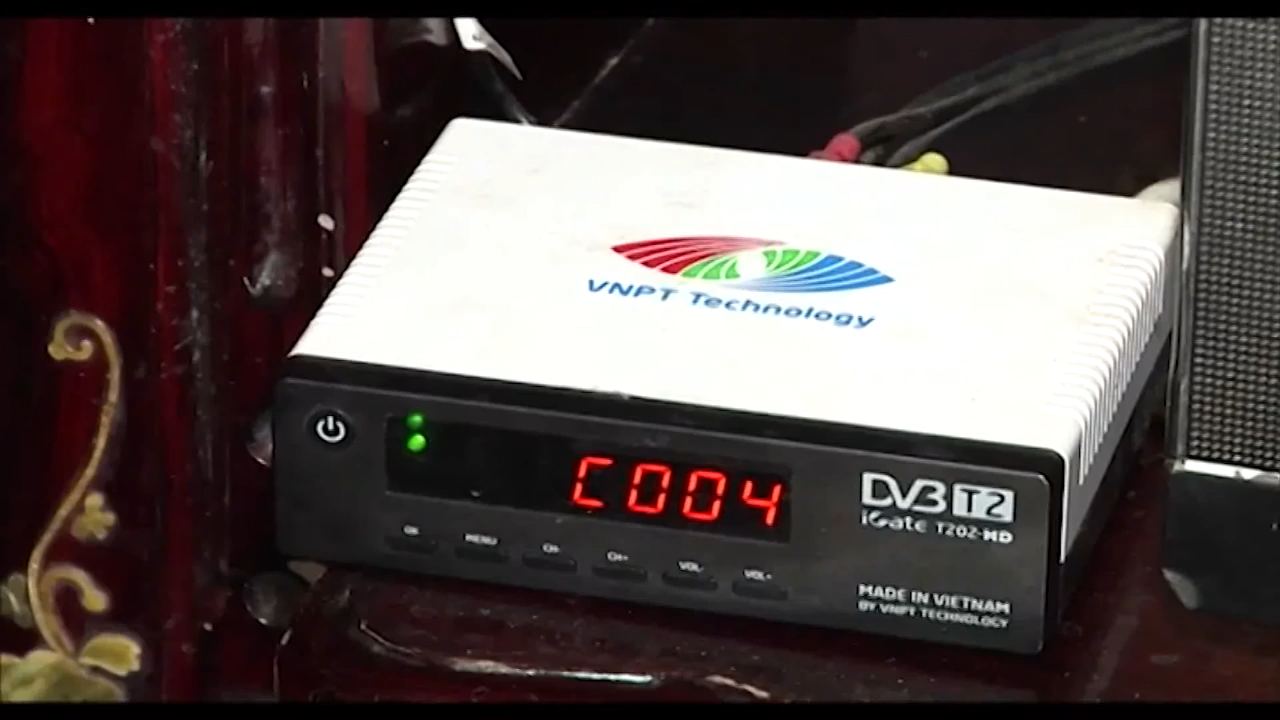 VNPT Technology
C004
DVB T2
iGate T202-HD
OK
MENU
CH-
CH+
VOL-
VOL+
MADE IN VIETNAM
BY VNPT TECHNOLOGY